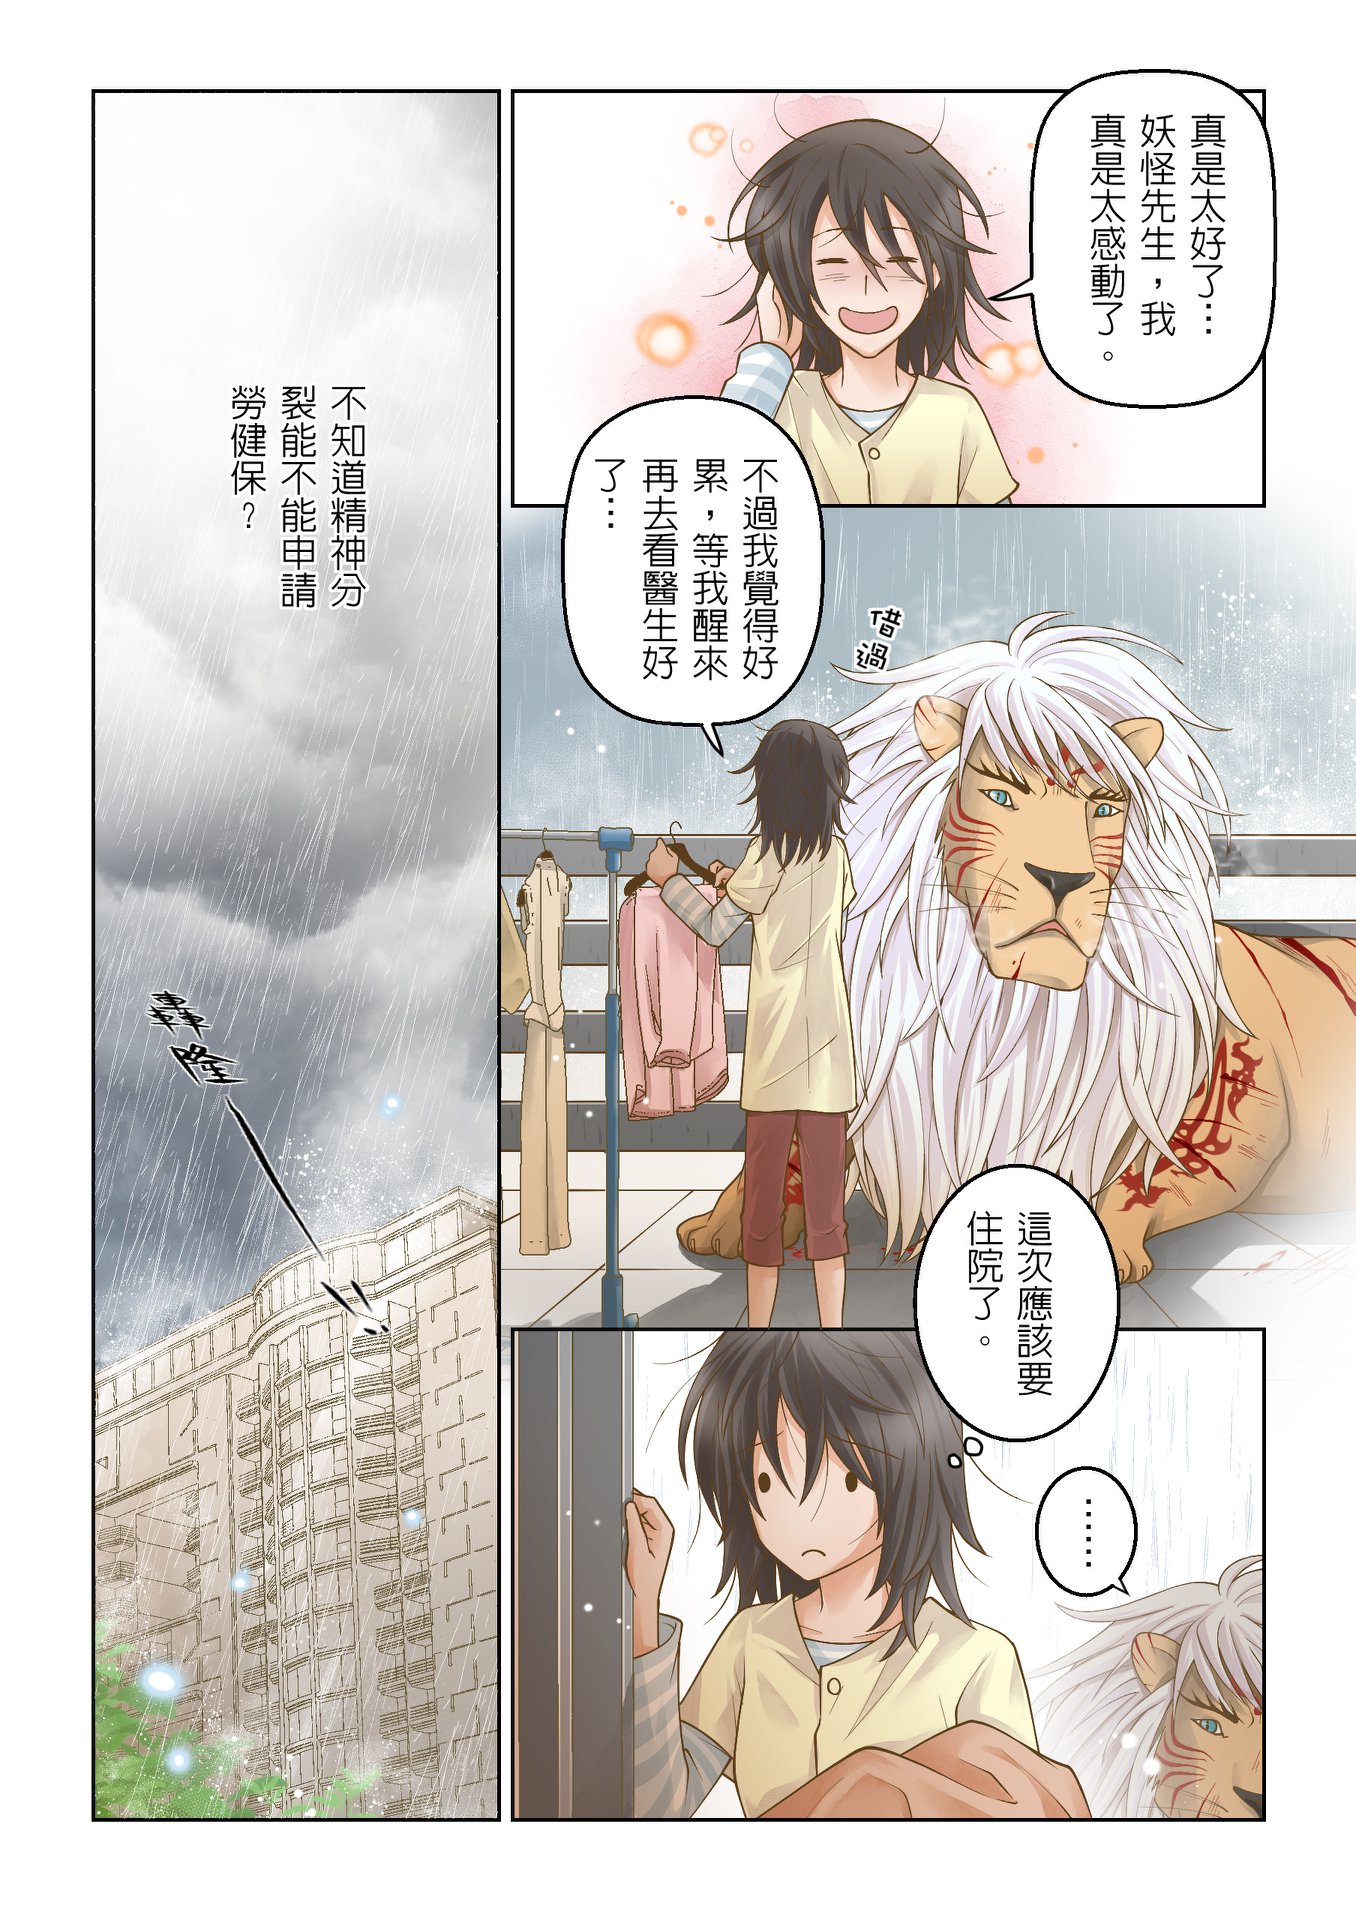 真是太好了…
妖怪先生，我
真是太感動了。
不過我覺得好
累，等我醒來
再去看醫生好
了…
借過
這次應該要
住院了。
……
不知道精神分
裂能不能申請
勞健保？
轟隆—